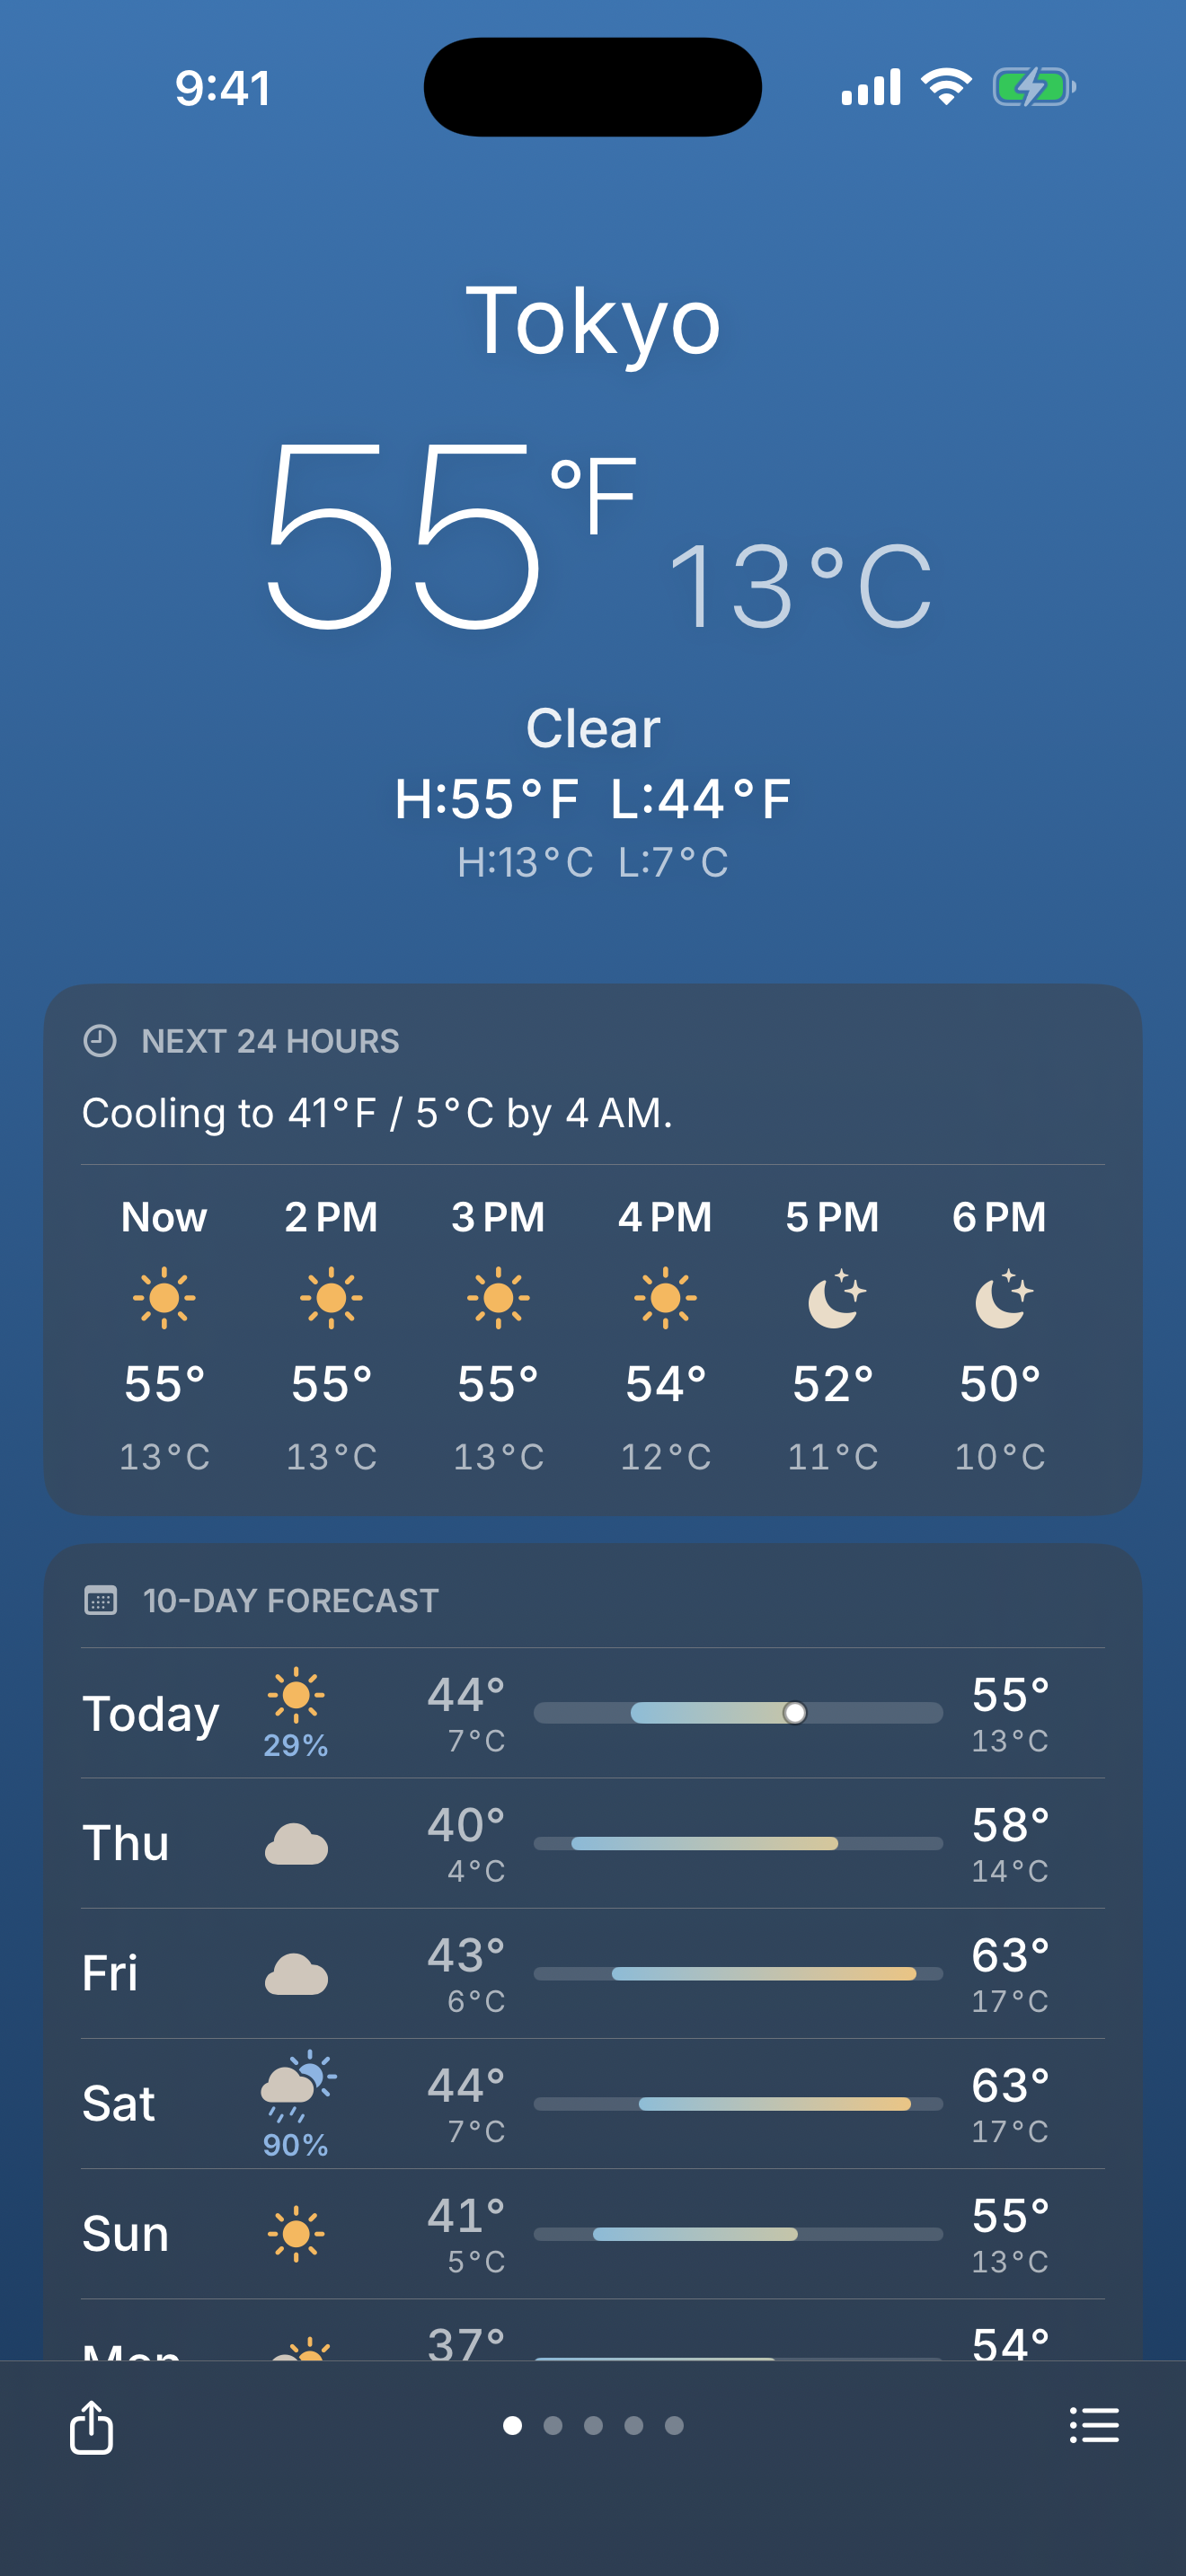 9:41
Tokyo
55°F 13°C
Clear
H:55°F L:44°F
H:13°C L:7°C
NEXT 24 HOURS
Cooling to 41°F / 5°C by 4 AM.
Now 2 PM 3 PM 4 PM 5 PM 6 PM
55° 55° 55° 54° 52° 50°
13°C 13°C 13°C 12°C 11°C 10°C
10-DAY FORECAST
Today 29% 44° 7°C 55° 13°C
Thu 40° 4°C 58° 14°C
Fri 43° 6°C 63° 17°C
Sat 90% 44° 7°C 63° 17°C
Sun 41° 5°C 55° 13°C
Mon 37° 54°